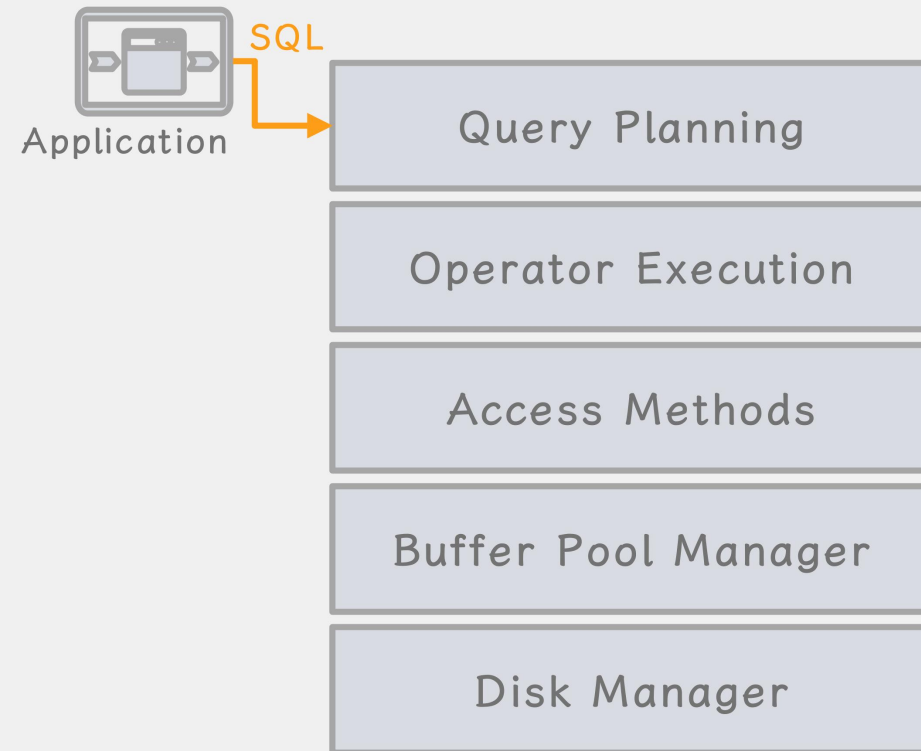 SQL
Application
Query Planning
Operator Execution
Access Methods
Buffer Pool Manager
Disk Manager